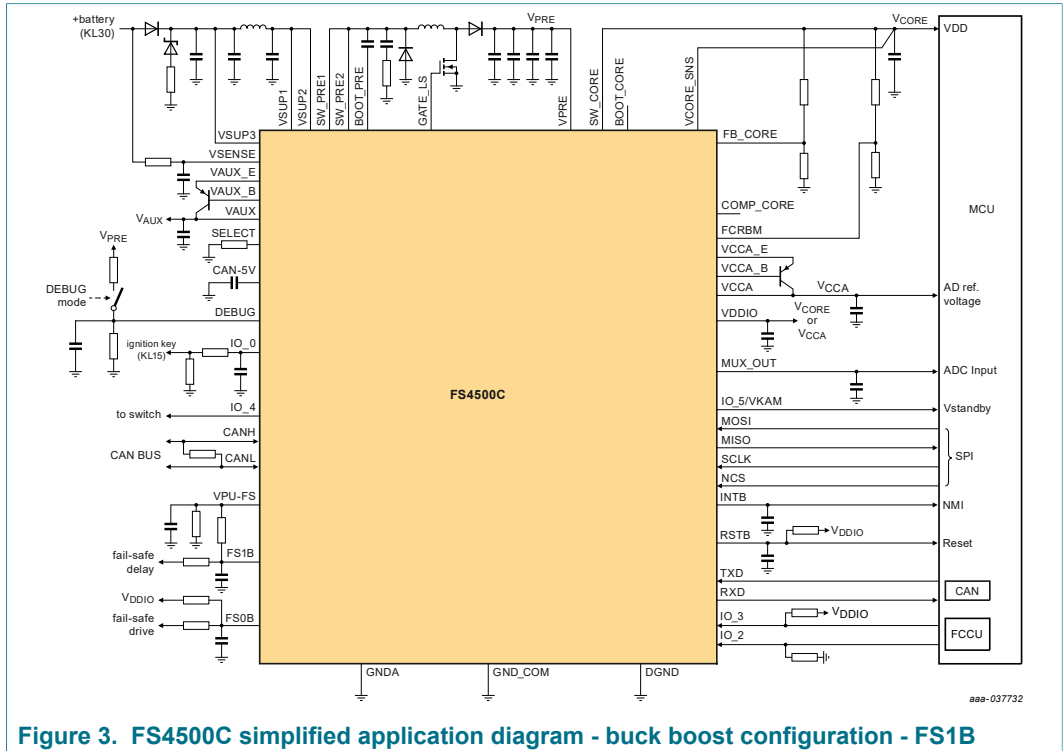 +battery
(KL30)
VPRE
VCORE
VDD
VSUP1
VSUP2
SW_PRE1
SW_PRE2
BOOT_PRE
GATE_LS
VPRE
SW_CORE
BOOT_CORE
VCORE_SNS
VSUP3
VSENSE
VAUX_E
VAUX_B
VAUX
VAUX
SELECT
VPRE
CAN-5V
DEBUG
mode
DEBUG
ignition key
(KL15)
IO_0
to switch
IO_4
CANH
CAN BUS
CANL
VPU-FS
fail-safe
delay
FS1B
VDDIO
fail-safe
drive
FS0B
FS4500C
FB_CORE
COMP_CORE
FCRBM
VCCA_E
VCCA_B
VCCA
VCCA
VDDIO
VCORE
or
VCCA
MUX_OUT
IO_5/VKAM
MOSI
MISO
SCLK
NCS
INTB
RSTB
VDDIO
TXD
RXD
IO_3
VDDIO
IO_2
MCU
AD ref.
voltage
ADC Input
Vstandby
SPI
NMI
Reset
CAN
FCCU
GNDA
GND_COM
DGND
aaa-037732
Figure 3. FS4500C simplified application diagram - buck boost configuration - FS1B